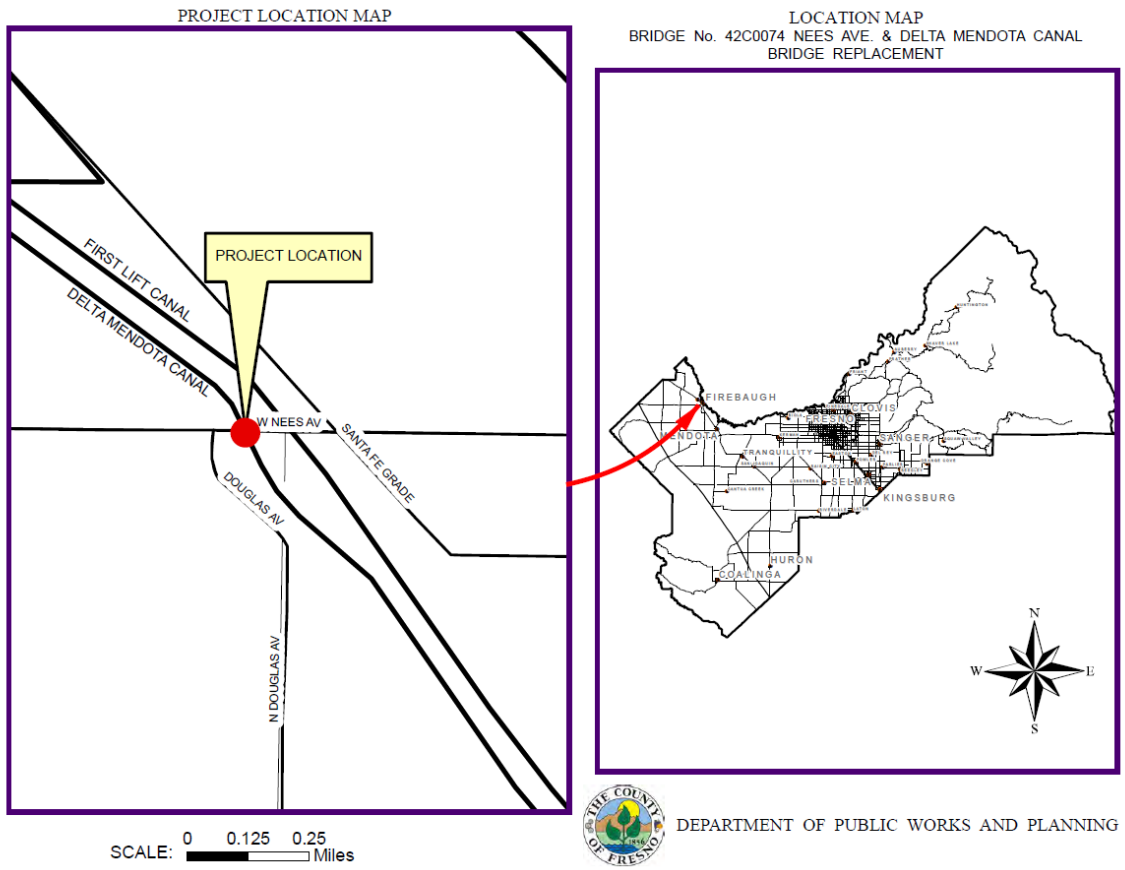 PROJECT LOCATION MAP
LOCATION MAP
BRIDGE No. 42C0074 NEES AVE. & DELTA MENDOTA CANAL
BRIDGE REPLACEMENT
PROJECT LOCATION
FIRST LIFT CANAL
DELTA MENDOTA CANAL
W NEES AV
SANTA FE GRADE
DOUGLAS AV
N DOUGLAS AV
HUNTINGTON
FRIANT
FIREBAUGH
CLOVIS
FRESNO
MENDOTA
SANGER
TRANQUILLITY
SELMA
KINGSBURG
HURON
COALINGA
N
W
E
S
THE COUNTY
OF FRESNO
1856
DEPARTMENT OF PUBLIC WORKS AND PLANNING
SCALE:
0 0.125 0.25
Miles